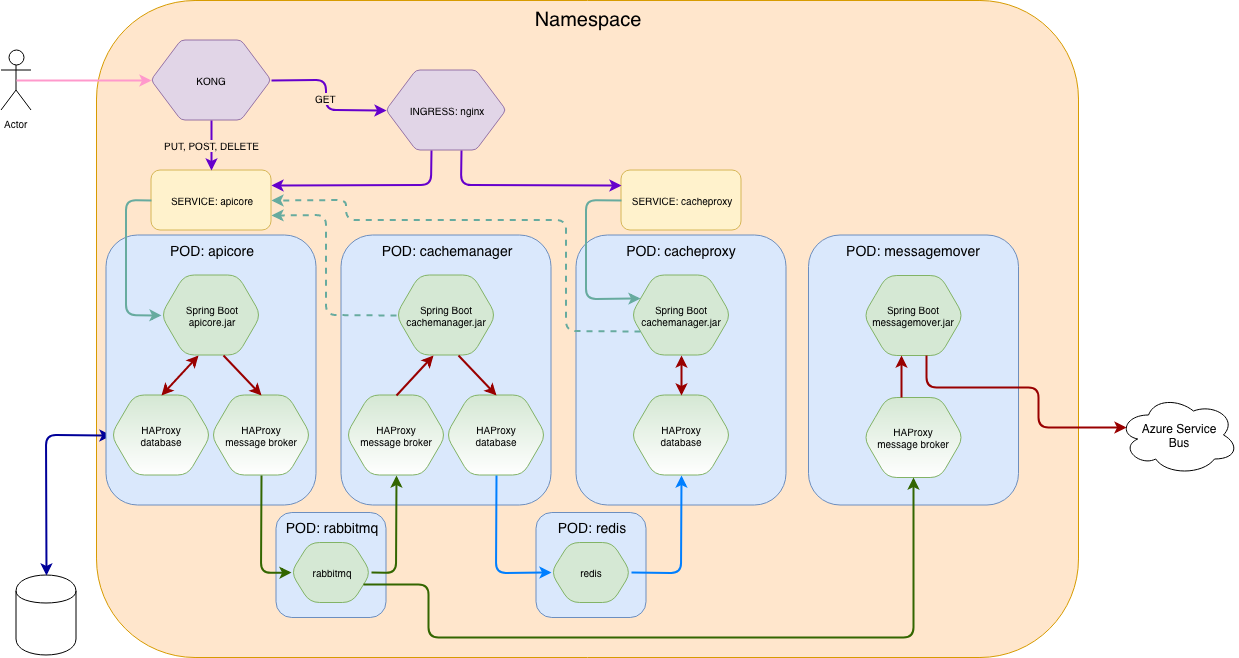 Namespace
KONG
GET
INGRESS: nginx
Actor
PUT, POST, DELETE
SERVICE: apicore
SERVICE: cacheproxy
POD: apicore
POD: cachemanager
POD: cacheproxy
POD: messagemover
Spring Boot
apicore.jar
Spring Boot
cachemanager.jar
Spring Boot
cachemanager.jar
Spring Boot
messagemover.jar
HAProxy
database
HAProxy
message broker
HAProxy
message broker
HAProxy
database
HAProxy
database
HAProxy
message broker
Azure Service
Bus
POD: rabbitmq
rabbitmq
POD: redis
redis